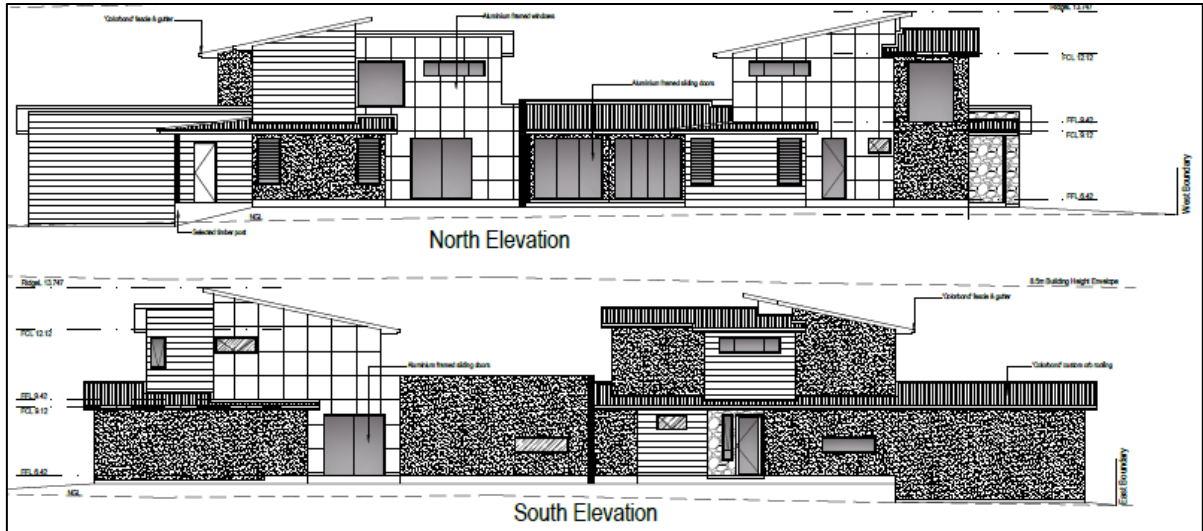 'Colorbond' fascia & gutter
Aluminium framed windows
RidgeL 13.747
FCL 12.12
Aluminium framed sliding doors
FFL 9.42
FCL 9.12
FFL 6.42
West Boundary
NGL
Selected timber post
North Elevation
RidgeL 13.747
8.5m Building Height Envelope
'Colorbond' fascia & gutter
FCL 12.12
Aluminium framed sliding doors
'Colorbond' custom orb roofing
FFL 9.42
FCL 9.12
FFL 6.42
East Boundary
NGL
South Elevation